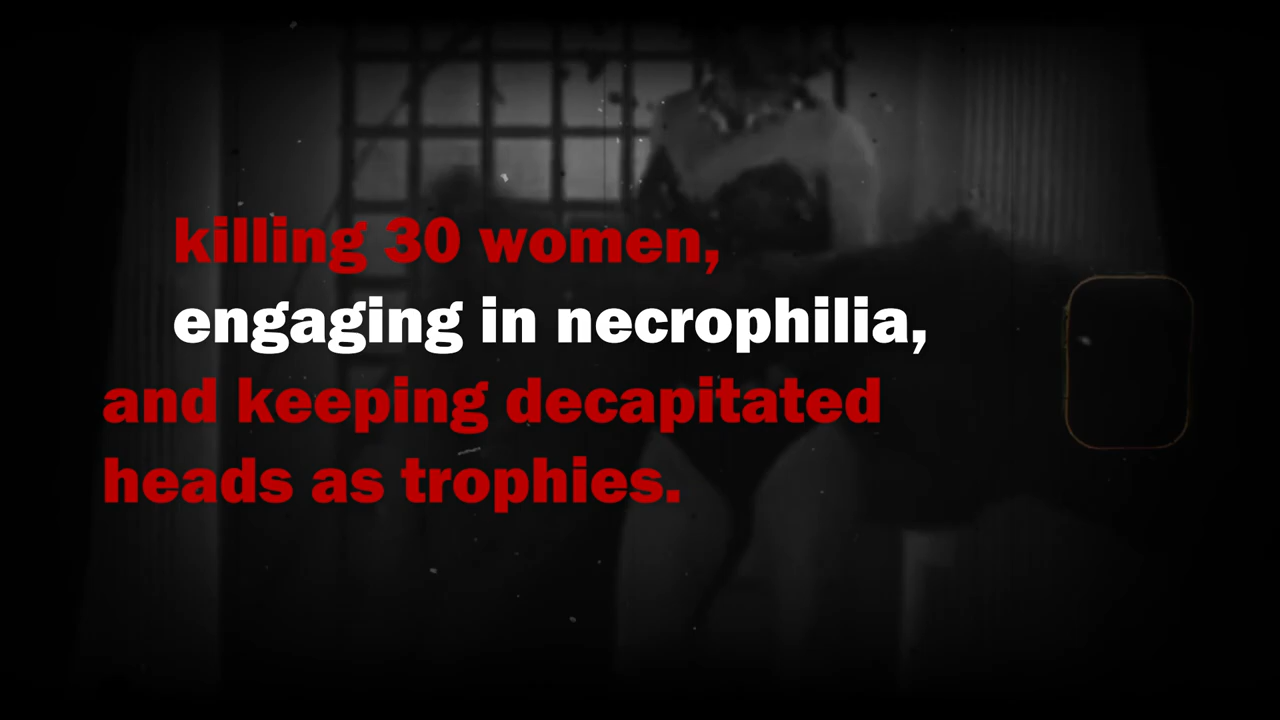 killing 30 women,
engaging in necrophilia,
and keeping decapitated
heads as trophies.